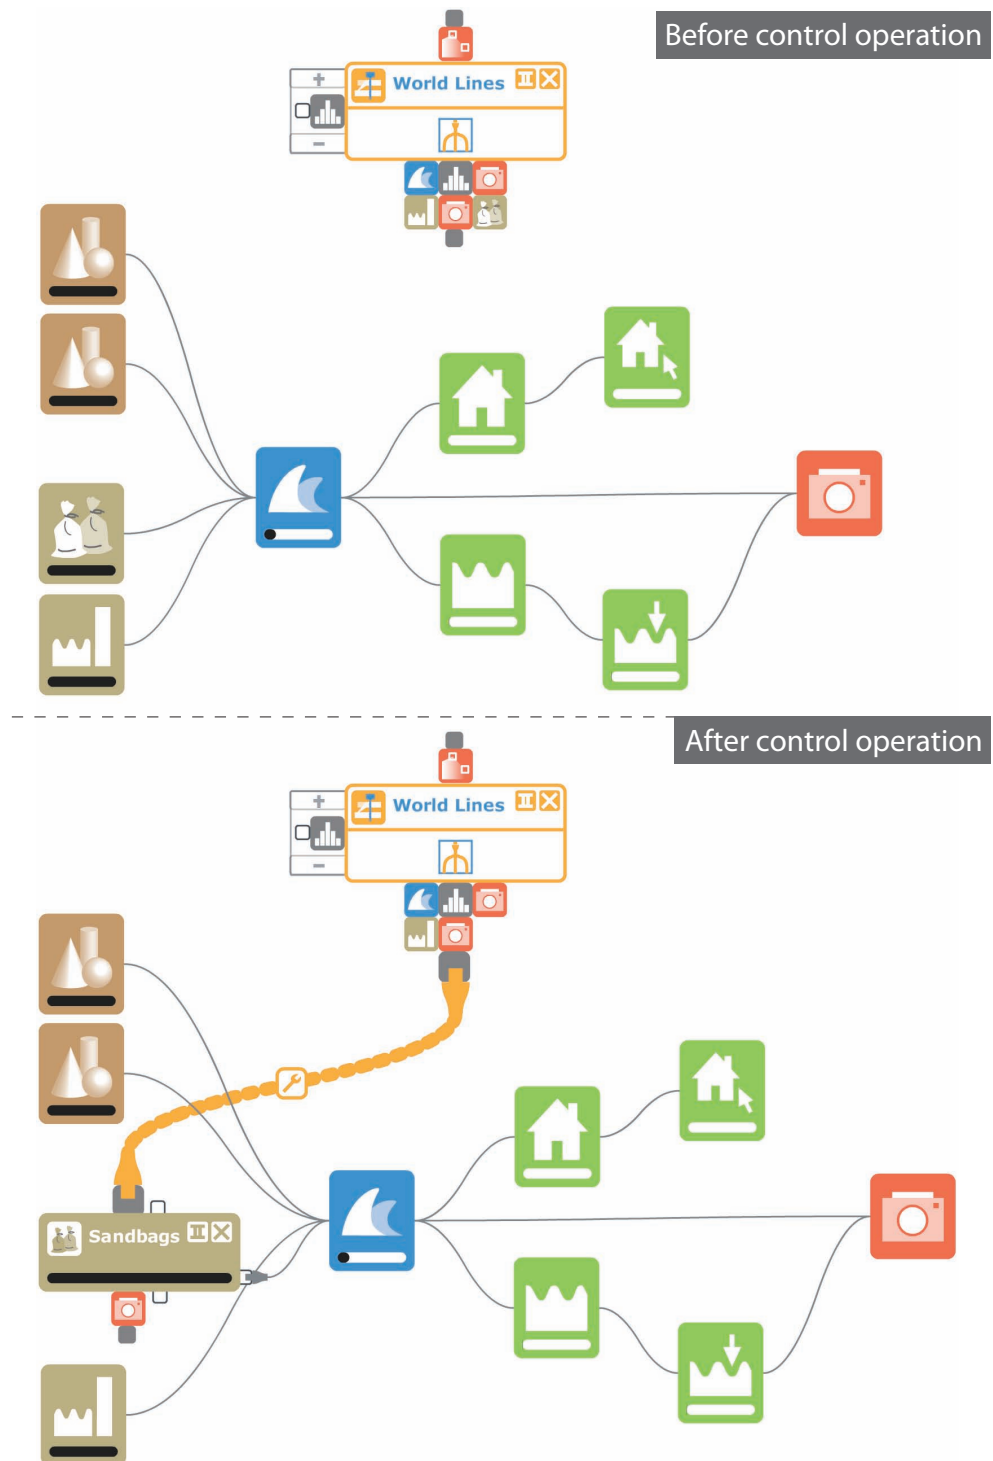 Before control operation
World Lines
After control operation
World Lines
Sandbags